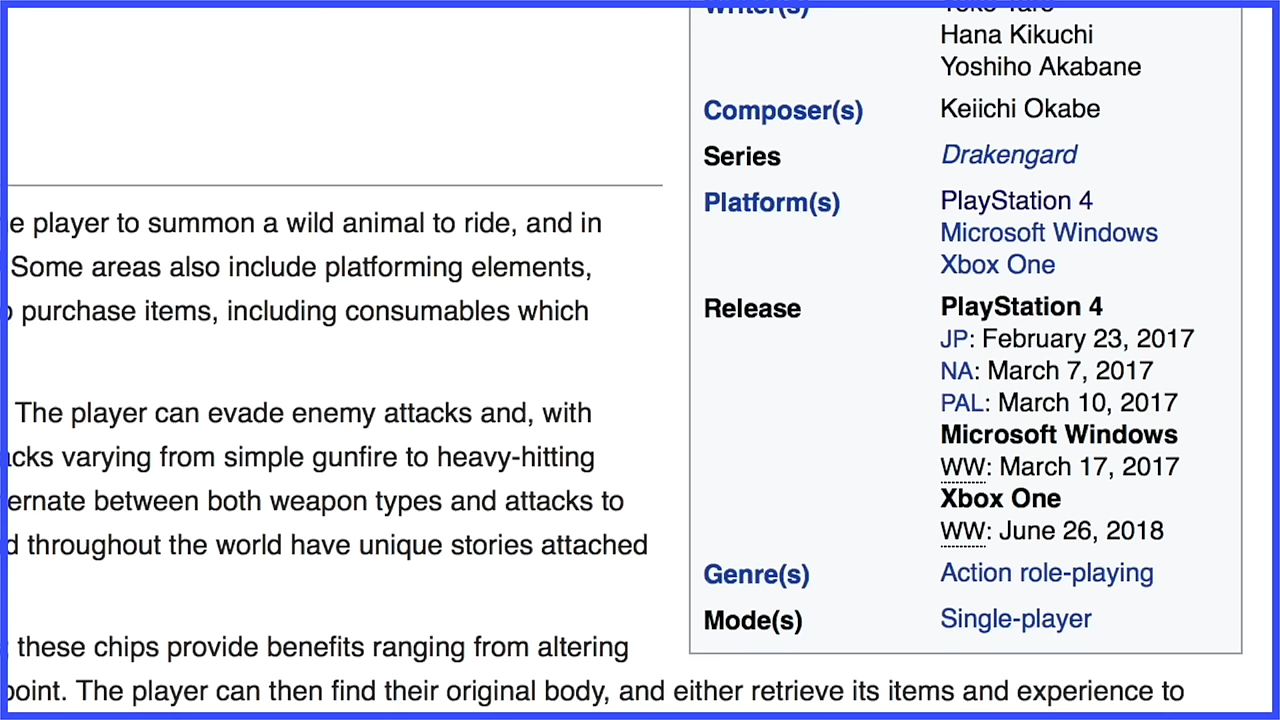 e player to summon a wild animal to ride, and in
Some areas also include platforming elements,
purchase items, including consumables which
The player can evade enemy attacks and, with
acks varying from simple gunfire to heavy-hitting
ernate between both weapon types and attacks to
d throughout the world have unique stories attached
these chips provide benefits ranging from altering
point. The player can then find their original body, and either retrieve its items and experience to
Writer(s) Yoko Taro
Hana Kikuchi
Yoshiho Akabane
Composer(s) Keiichi Okabe
Series Drakengard
Platform(s) PlayStation 4
Microsoft Windows
Xbox One
Release PlayStation 4
JP: February 23, 2017
NA: March 7, 2017
PAL: March 10, 2017
Microsoft Windows
WW: March 17, 2017
Xbox One
WW: June 26, 2018
Genre(s) Action role-playing
Mode(s) Single-player